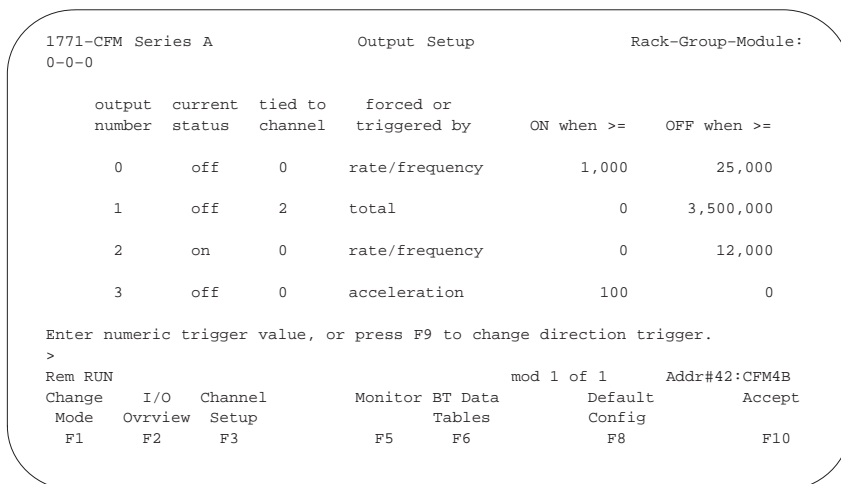 1771-CFM Series A Output Setup Rack-Group-Module:
0-0-0
output current tied to forced or
number status channel triggered by ON when >= OFF when >=
0 off 0 rate/frequency 1,000 25,000
1 off 2 total 0 3,500,000
2 on 0 rate/frequency 0 12,000
3 off 0 acceleration 100 0
Enter numeric trigger value, or press F9 to change direction trigger.
>
Rem RUN mod 1 of 1 Addr#42:CFM4B
Change I/O Channel Monitor BT Data Default Accept
Mode Ovrview Setup Tables Config
F1 F2 F3 F5 F6 F8 F10